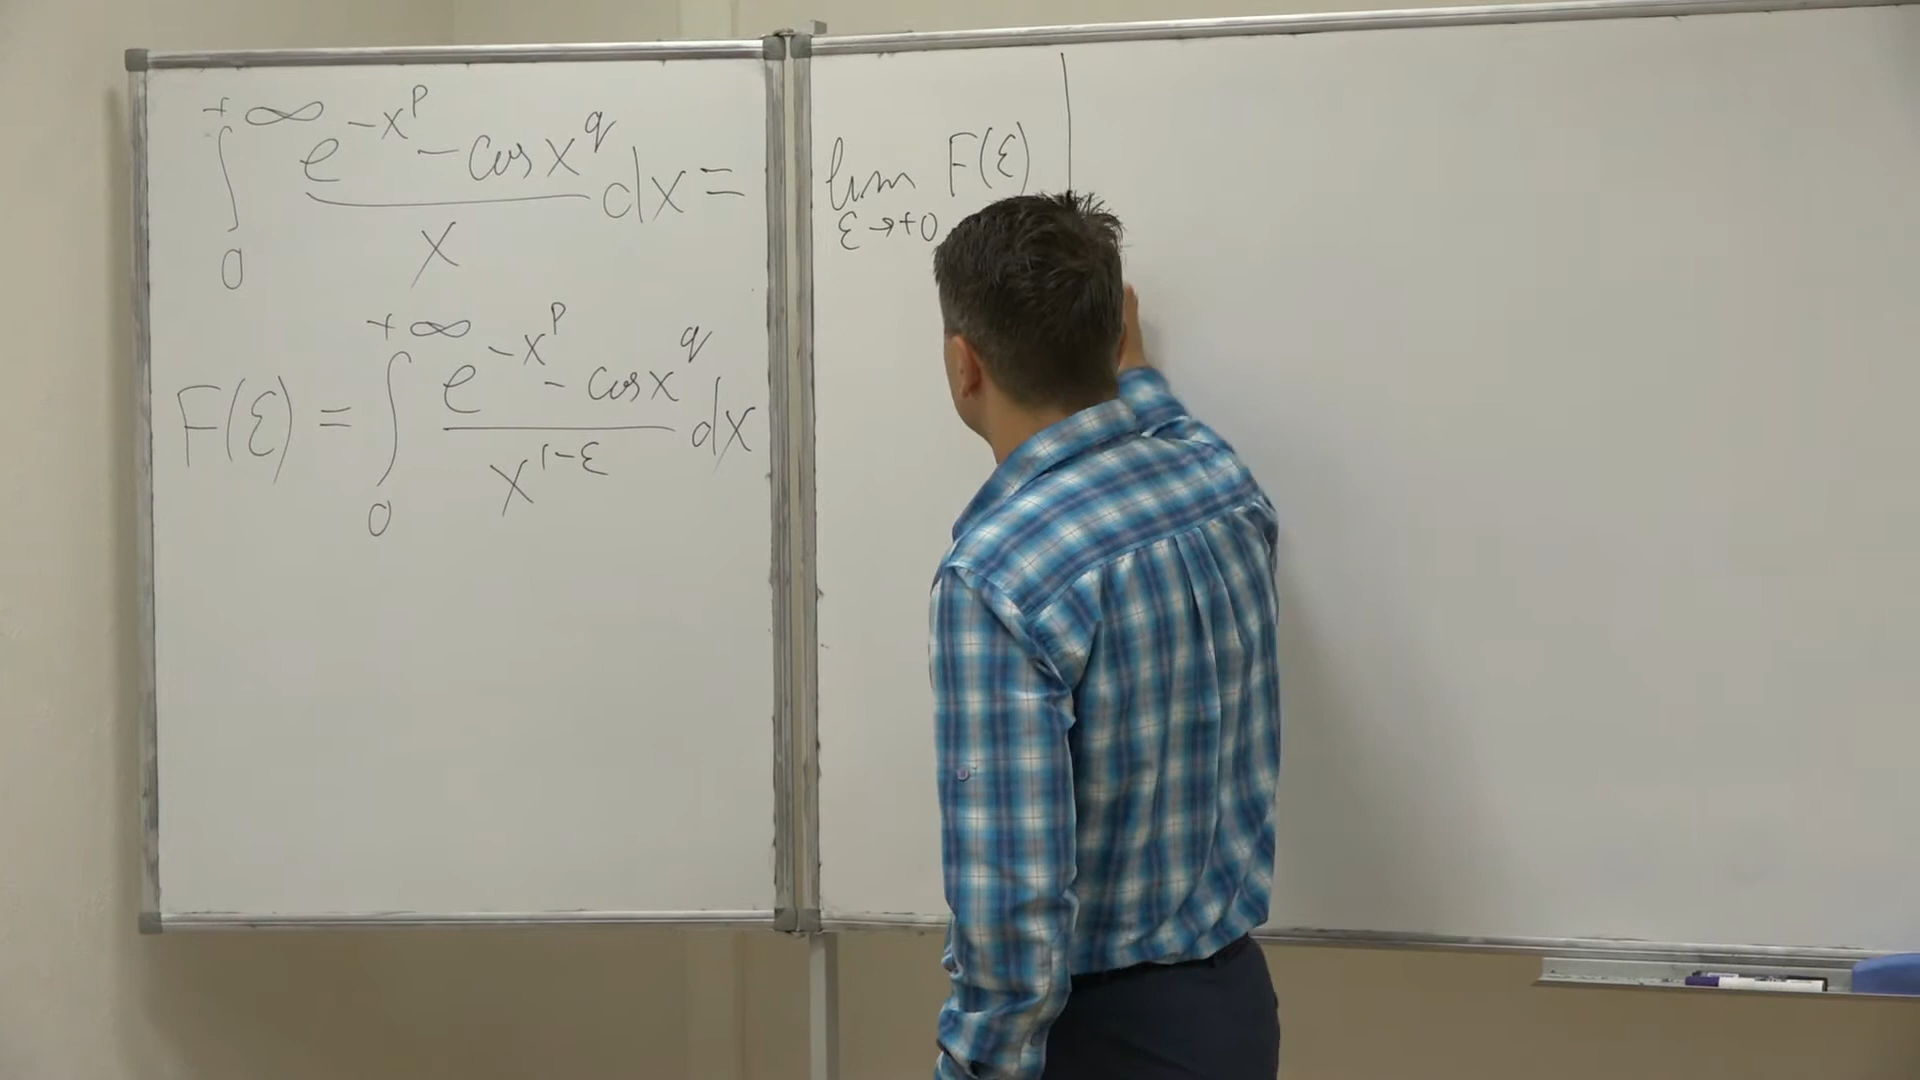 ∫₀^{+∞} (e^{-x^p} - cos x^q)/x dx =
F(ε) = ∫₀^{+∞} (e^{-x^p} - cos x^q)/x^{1-ε} dx
lim_{ε→+0} F(ε)